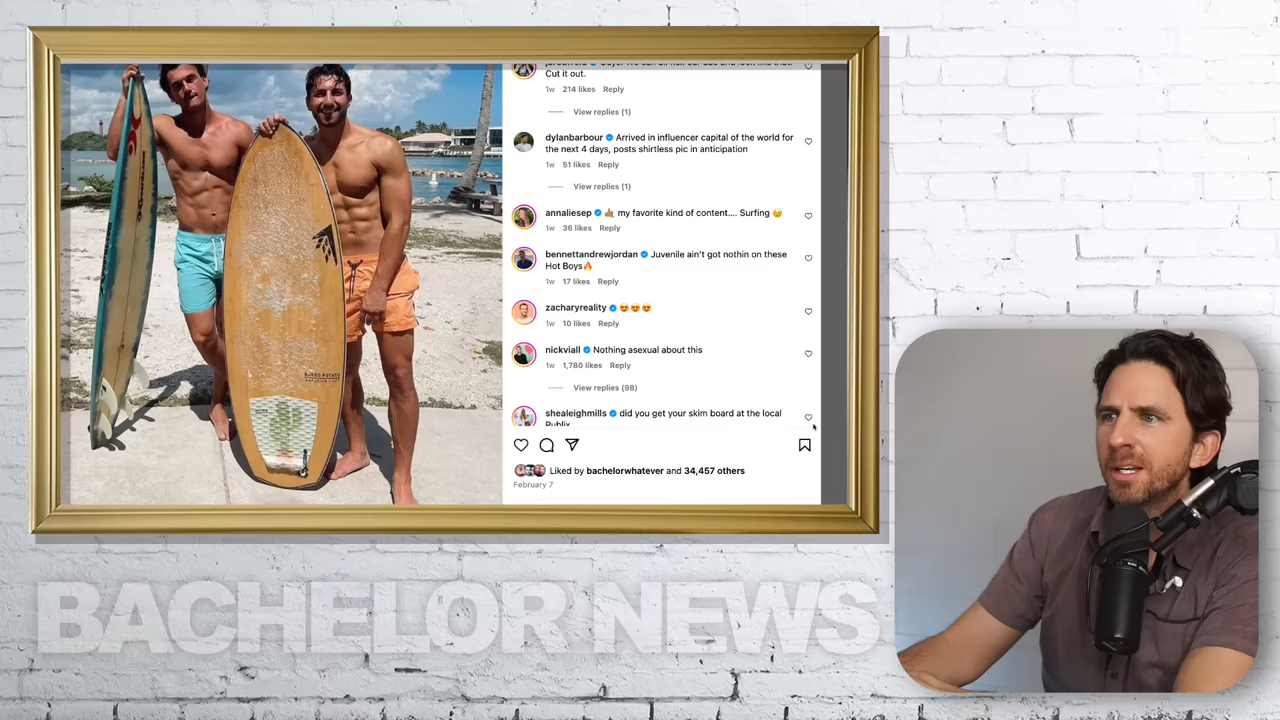 Cut it out.
1w 214 likes Reply
View replies (1)
dylanbarbour Arrived in influencer capital of the world for
the next 4 days, posts shirtless pic in anticipation
1w 51 likes Reply
View replies (1)
annaliesep 🤙🏽 my favorite kind of content.... Surfing 😉
1w 36 likes Reply
bennettandrewjordan Juvenile ain't got nothin on these
Hot Boys🔥
1w 17 likes Reply
zacharyreality 😍😍😍
1w 10 likes Reply
nickviall Nothing asexual about this
1w 1,780 likes Reply
View replies (98)
shealeighmills did you get your skim board at the local
Publix
Liked by bachelorwhatever and 34,457 others
February 7
BACHELOR NEWS